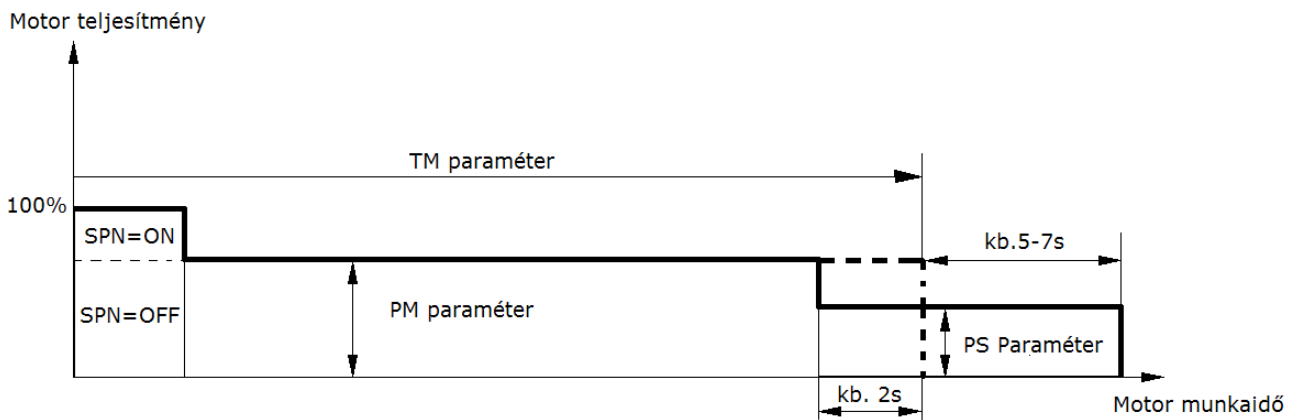 Motor teljesítmény
TM paraméter
100%
SPN=ON
kb.5-7s
SPN=OFF
PM paraméter
PS Paraméter
kb. 2s
Motor munkaidő